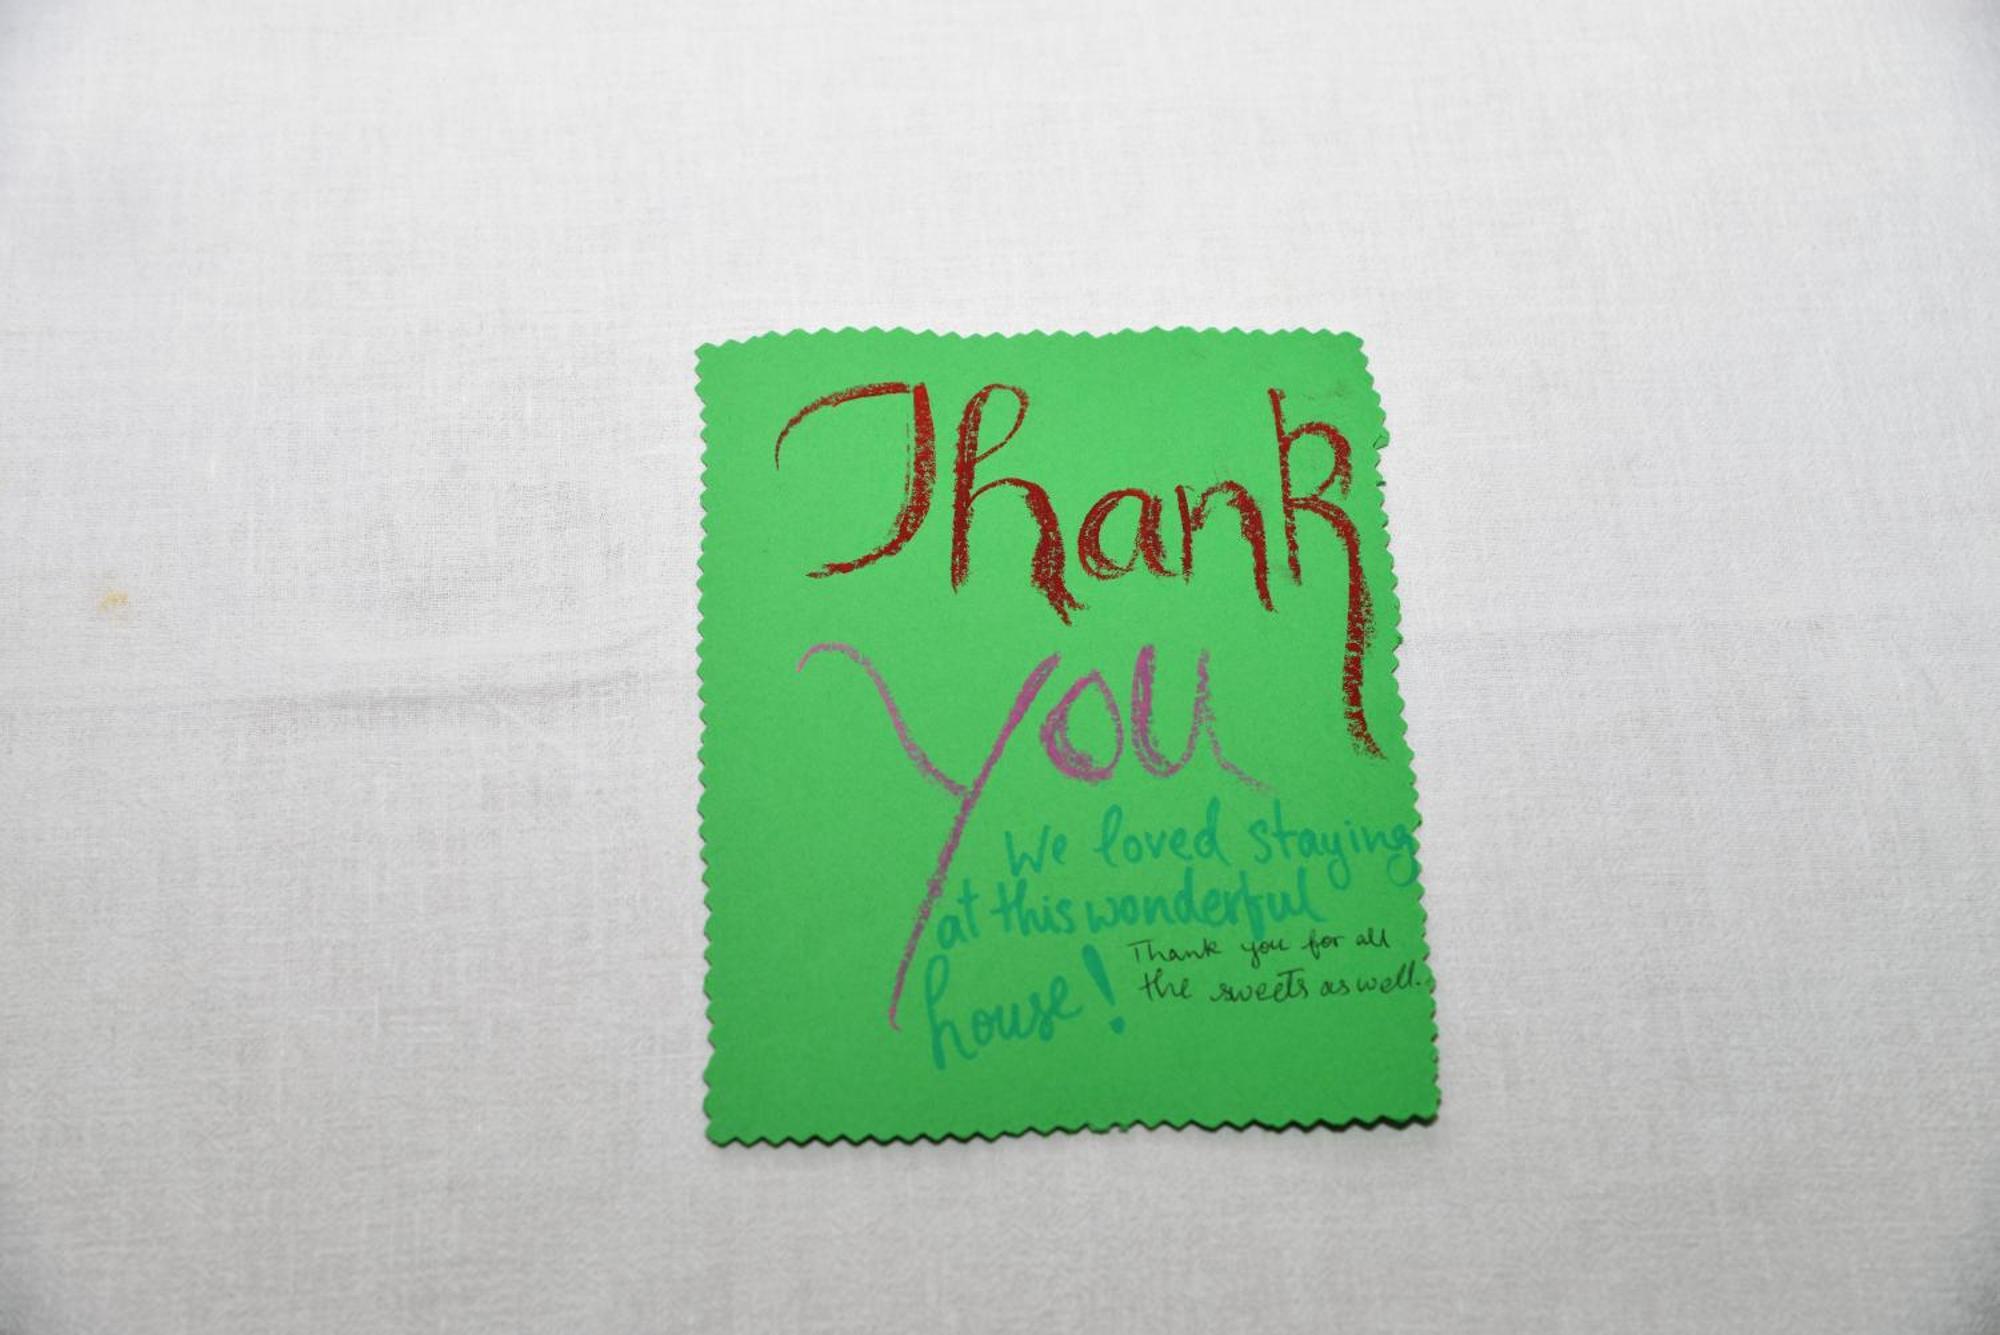 Thank
you
We loved staying
at this wonderful
house!
Thank you for all
the sweets as well.